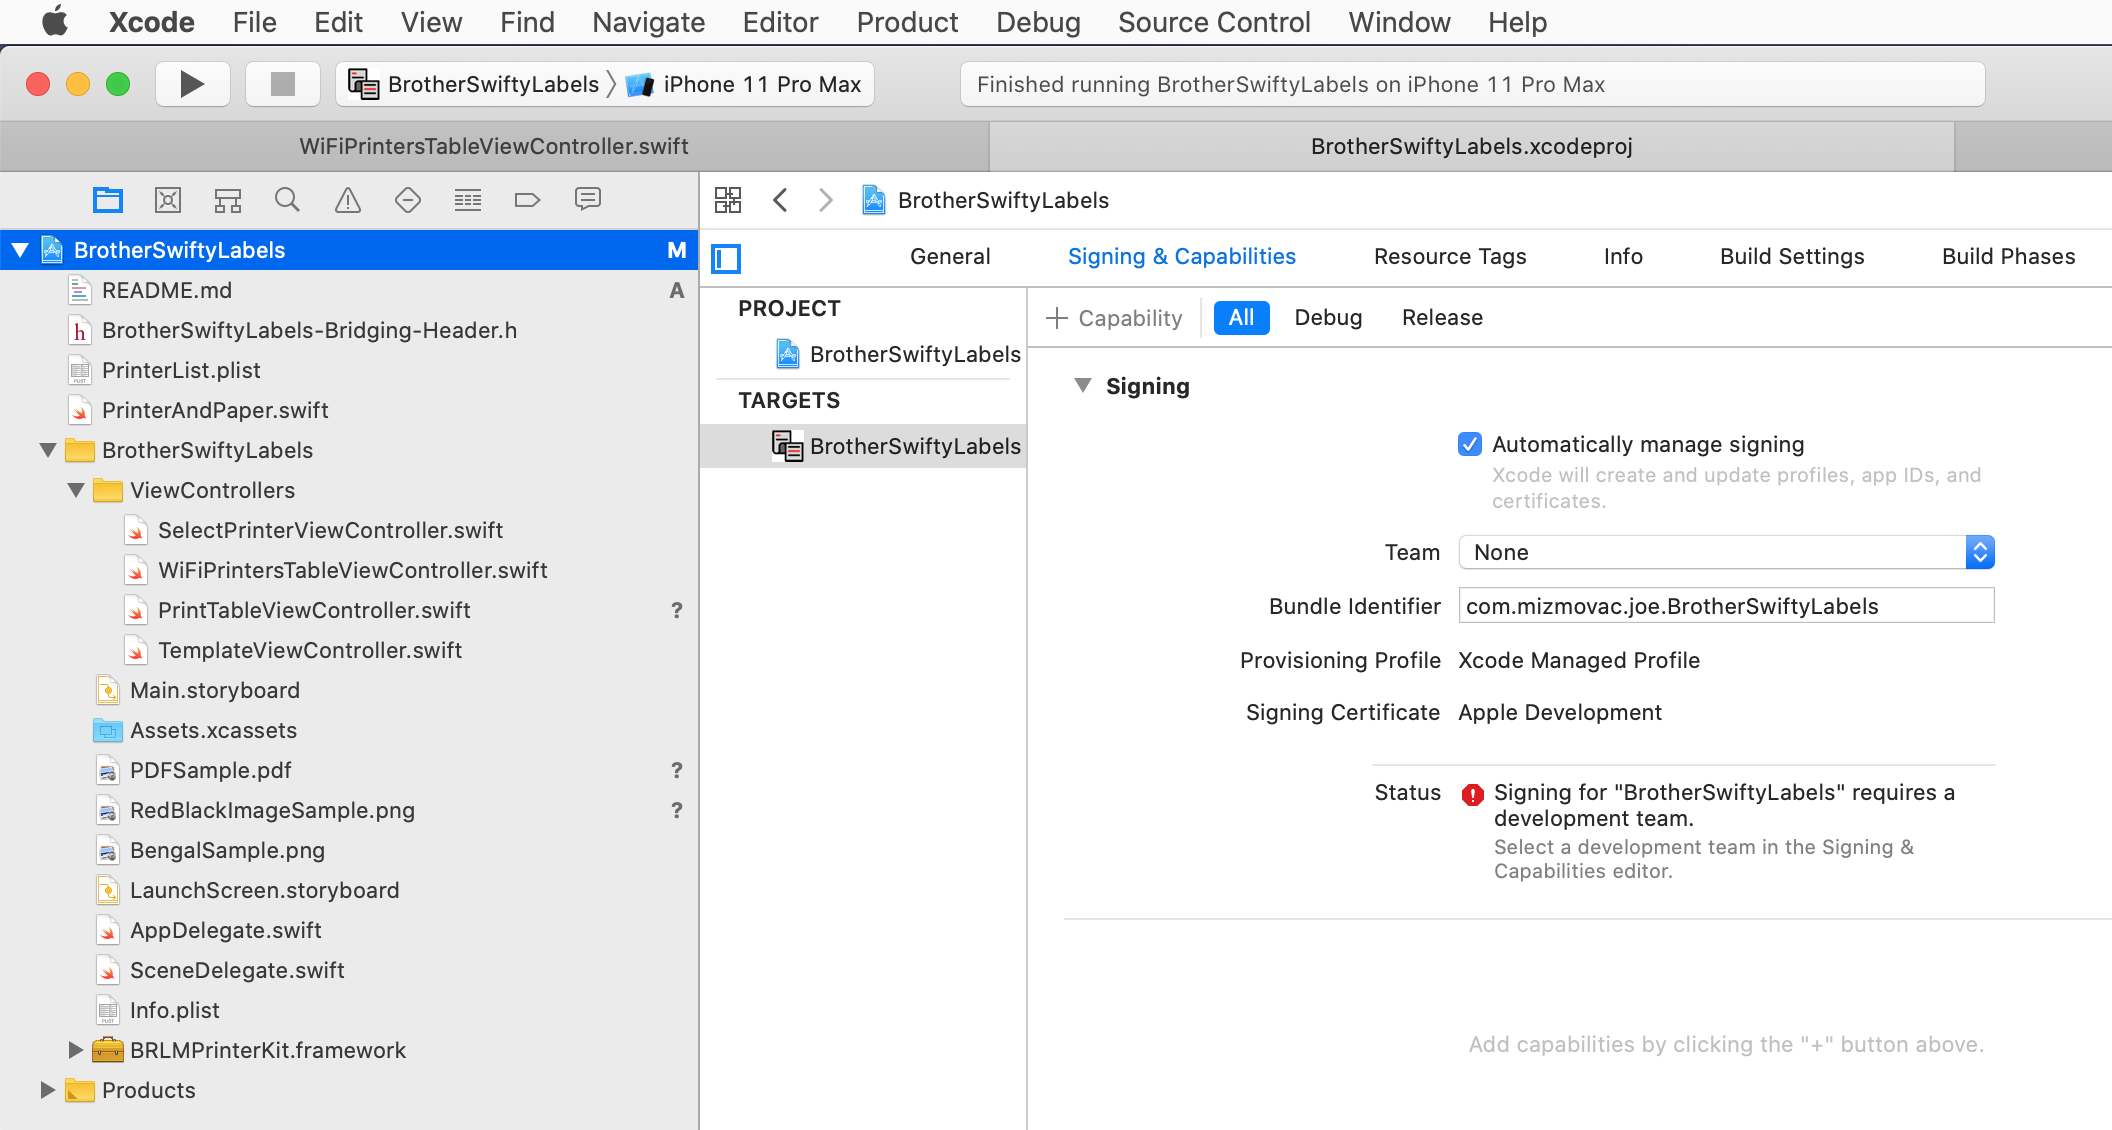 Xcode File Edit View Find Navigate Editor Product Debug Source Control Window Help
BrotherSwiftyLabels iPhone 11 Pro Max Finished running BrotherSwiftyLabels on iPhone 11 Pro Max
WiFiPrintersTableViewController.swift BrotherSwiftyLabels.xcodeproj
BrotherSwiftyLabels
General Signing & Capabilities Resource Tags Info Build Settings Build Phases
BrotherSwiftyLabels M
README.md A
h BrotherSwiftyLabels-Bridging-Header.h
PrinterList.plist
PrinterAndPaper.swift
BrotherSwiftyLabels
ViewControllers
SelectPrinterViewController.swift
WiFiPrintersTableViewController.swift
PrintTableViewController.swift ?
TemplateViewController.swift
Main.storyboard
Assets.xcassets
PDFSample.pdf ?
RedBlackImageSample.png ?
BengalSample.png
LaunchScreen.storyboard
AppDelegate.swift
SceneDelegate.swift
Info.plist
BRLMPrinterKit.framework
Products
PROJECT
BrotherSwiftyLabels
TARGETS
BrotherSwiftyLabels
+ Capability All Debug Release
Signing
Automatically manage signing
Xcode will create and update profiles, app IDs, and
certificates.
Team None
Bundle Identifier com.mizmovac.joe.BrotherSwiftyLabels
Provisioning Profile Xcode Managed Profile
Signing Certificate Apple Development
Status Signing for "BrotherSwiftyLabels" requires a
development team.
Select a development team in the Signing &
Capabilities editor.
Add capabilities by clicking the "+" button above.